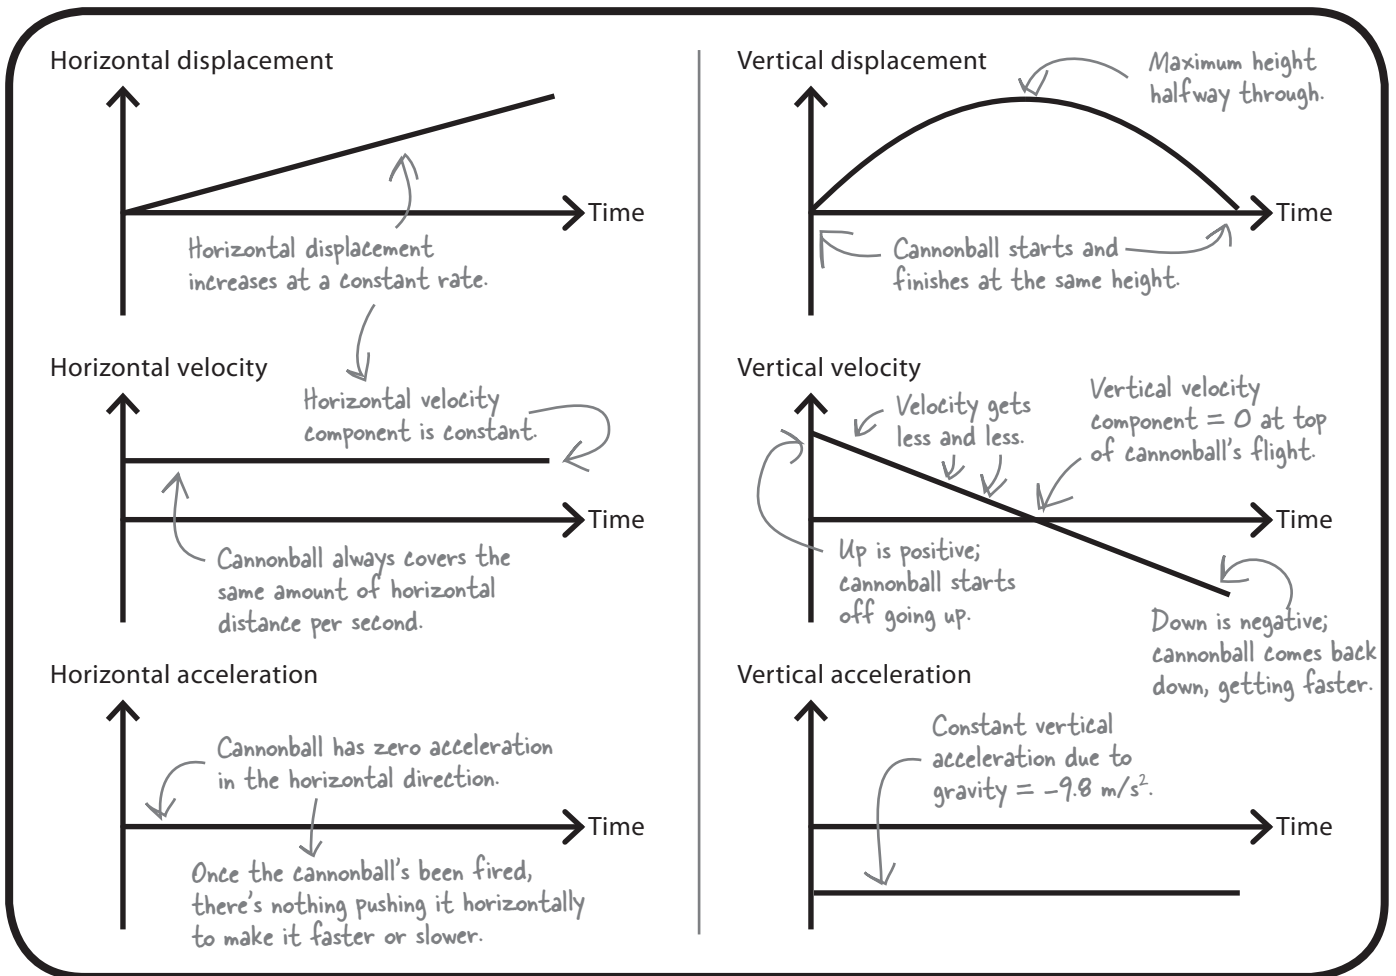 Horizontal displacement
Time
Horizontal displacement
increases at a constant rate.
Horizontal velocity
Horizontal velocity
component is constant.
Time
Cannonball always covers the
same amount of horizontal
distance per second.
Horizontal acceleration
Cannonball has zero acceleration
in the horizontal direction.
Time
Once the cannonball's been fired,
there's nothing pushing it horizontally
to make it faster or slower.
Vertical displacement
Maximum height
halfway through.
Time
Cannonball starts and
finishes at the same height.
Vertical velocity
Velocity gets
less and less.
Vertical velocity
component = 0 at top
of cannonball's flight.
Time
Up is positive;
cannonball starts
off going up.
Down is negative;
cannonball comes back
down, getting faster.
Vertical acceleration
Constant vertical
acceleration due to
gravity = -9.8 m/s².
Time